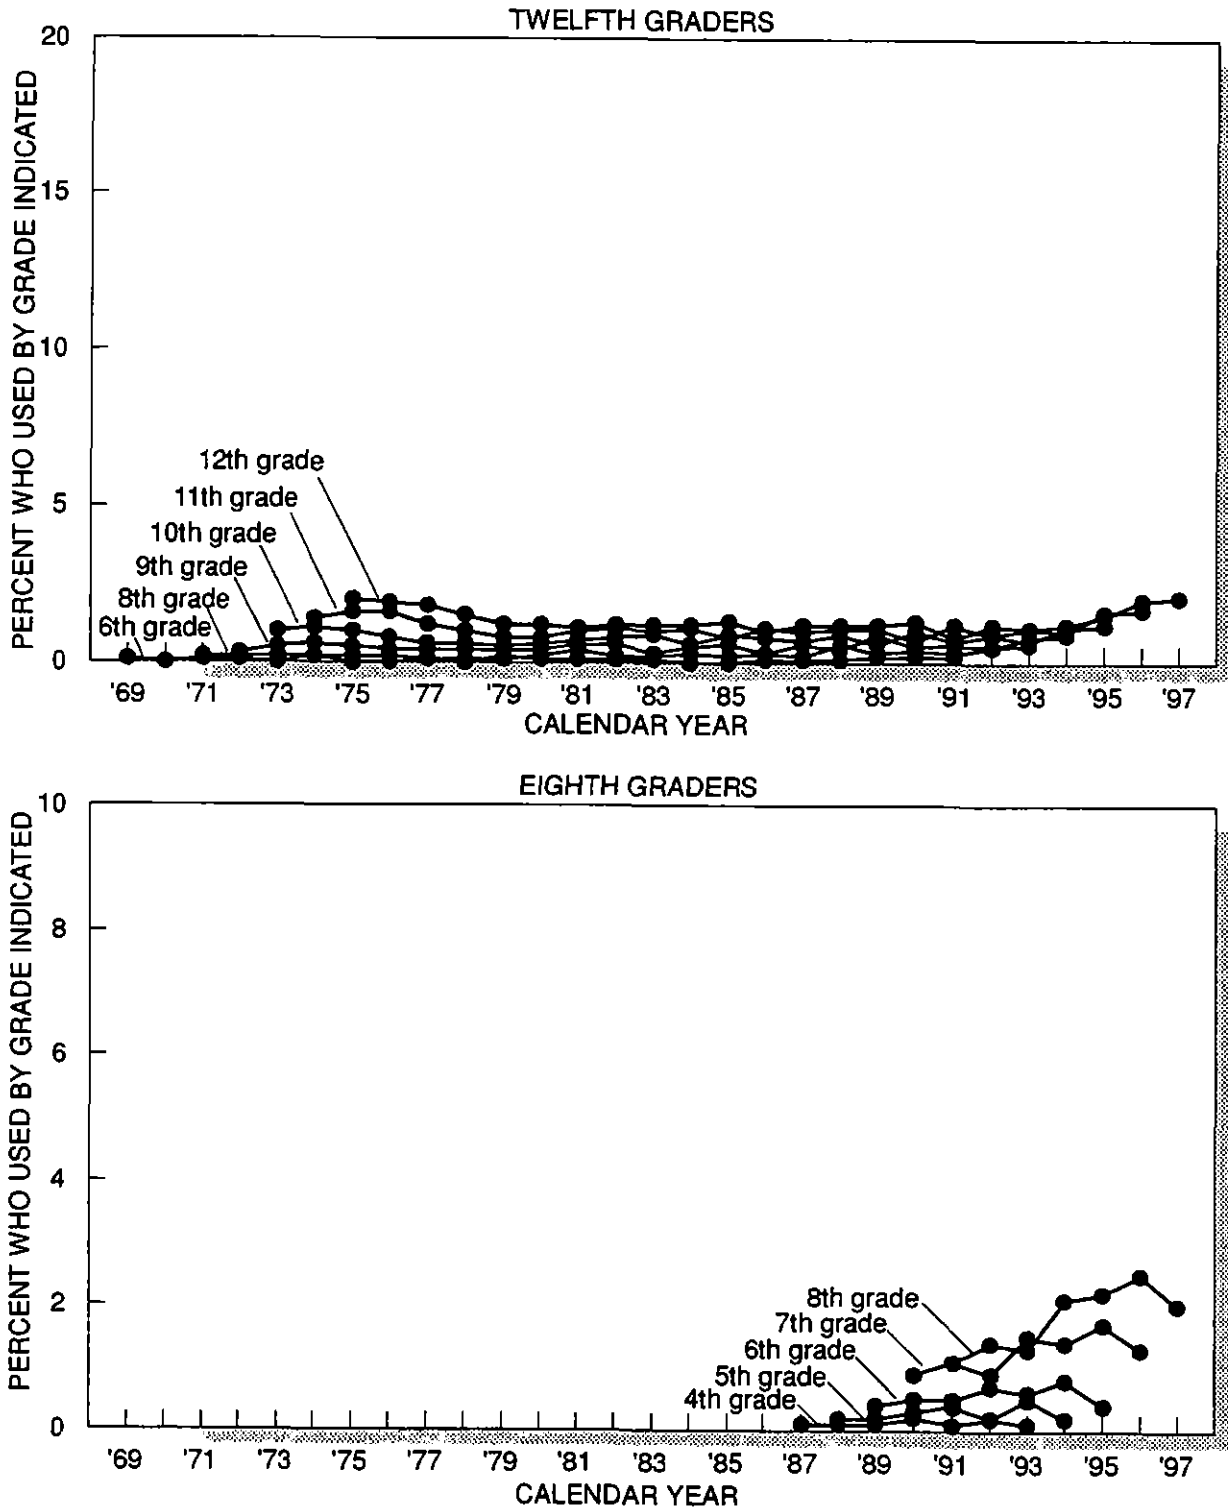 TWELFTH GRADERS
PERCENT WHO USED BY GRADE INDICATED
20
15
10
5
0
12th grade
11th grade
10th grade
9th grade
8th grade
6th grade
'69 '71 '73 '75 '77 '79 '81 '83 '85 '87 '89 '91 '93 '95 '97
CALENDAR YEAR
EIGHTH GRADERS
PERCENT WHO USED BY GRADE INDICATED
10
8
6
4
2
0
8th grade
7th grade
6th grade
5th grade
4th grade
'69 '71 '73 '75 '77 '79 '81 '83 '85 '87 '89 '91 '93 '95 '97
CALENDAR YEAR